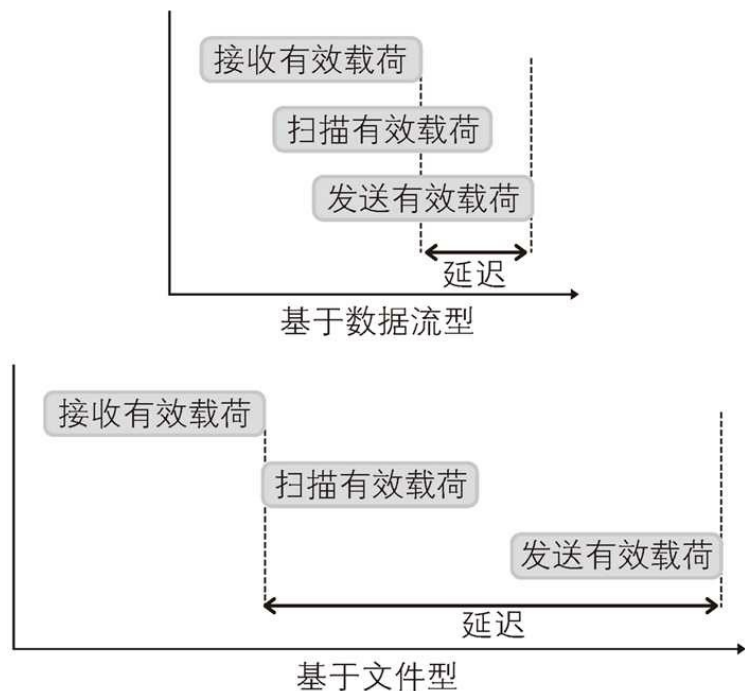 接收有效载荷
扫描有效载荷
发送有效载荷
延迟
基于数据流型
接收有效载荷
扫描有效载荷
发送有效载荷
延迟
基于文件型